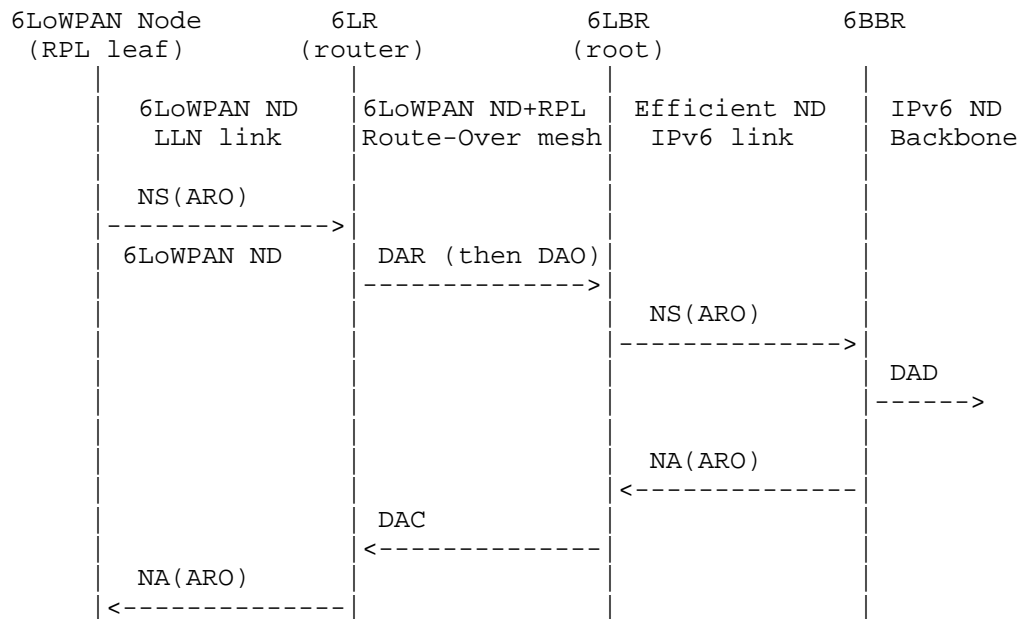 6LoWPAN Node 6LR 6LBR 6BBR
(RPL leaf) (router) (root)
6LoWPAN ND 6LoWPAN ND+RPL Efficient ND IPv6 ND
LLN link Route-Over mesh IPv6 link Backbone
NS(ARO)
6LoWPAN ND DAR (then DAO)
NS(ARO)
DAD
NA(ARO)
DAC
NA(ARO)